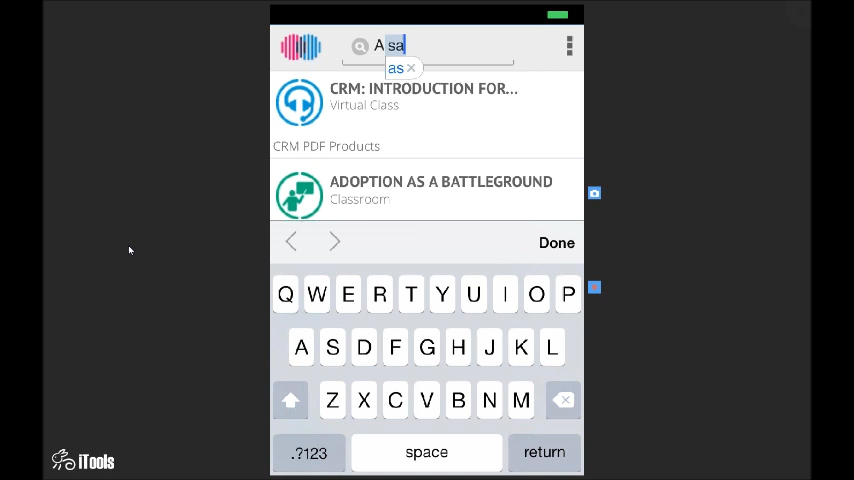 A sa
as
CRM: INTRODUCTION FOR...
Virtual Class
CRM PDF Products
ADOPTION AS A BATTLEGROUND
Classroom
Done
Q W E R T Y U I O P
A S D F G H J K L
Z X C V B N M
.?123 space return
iTools